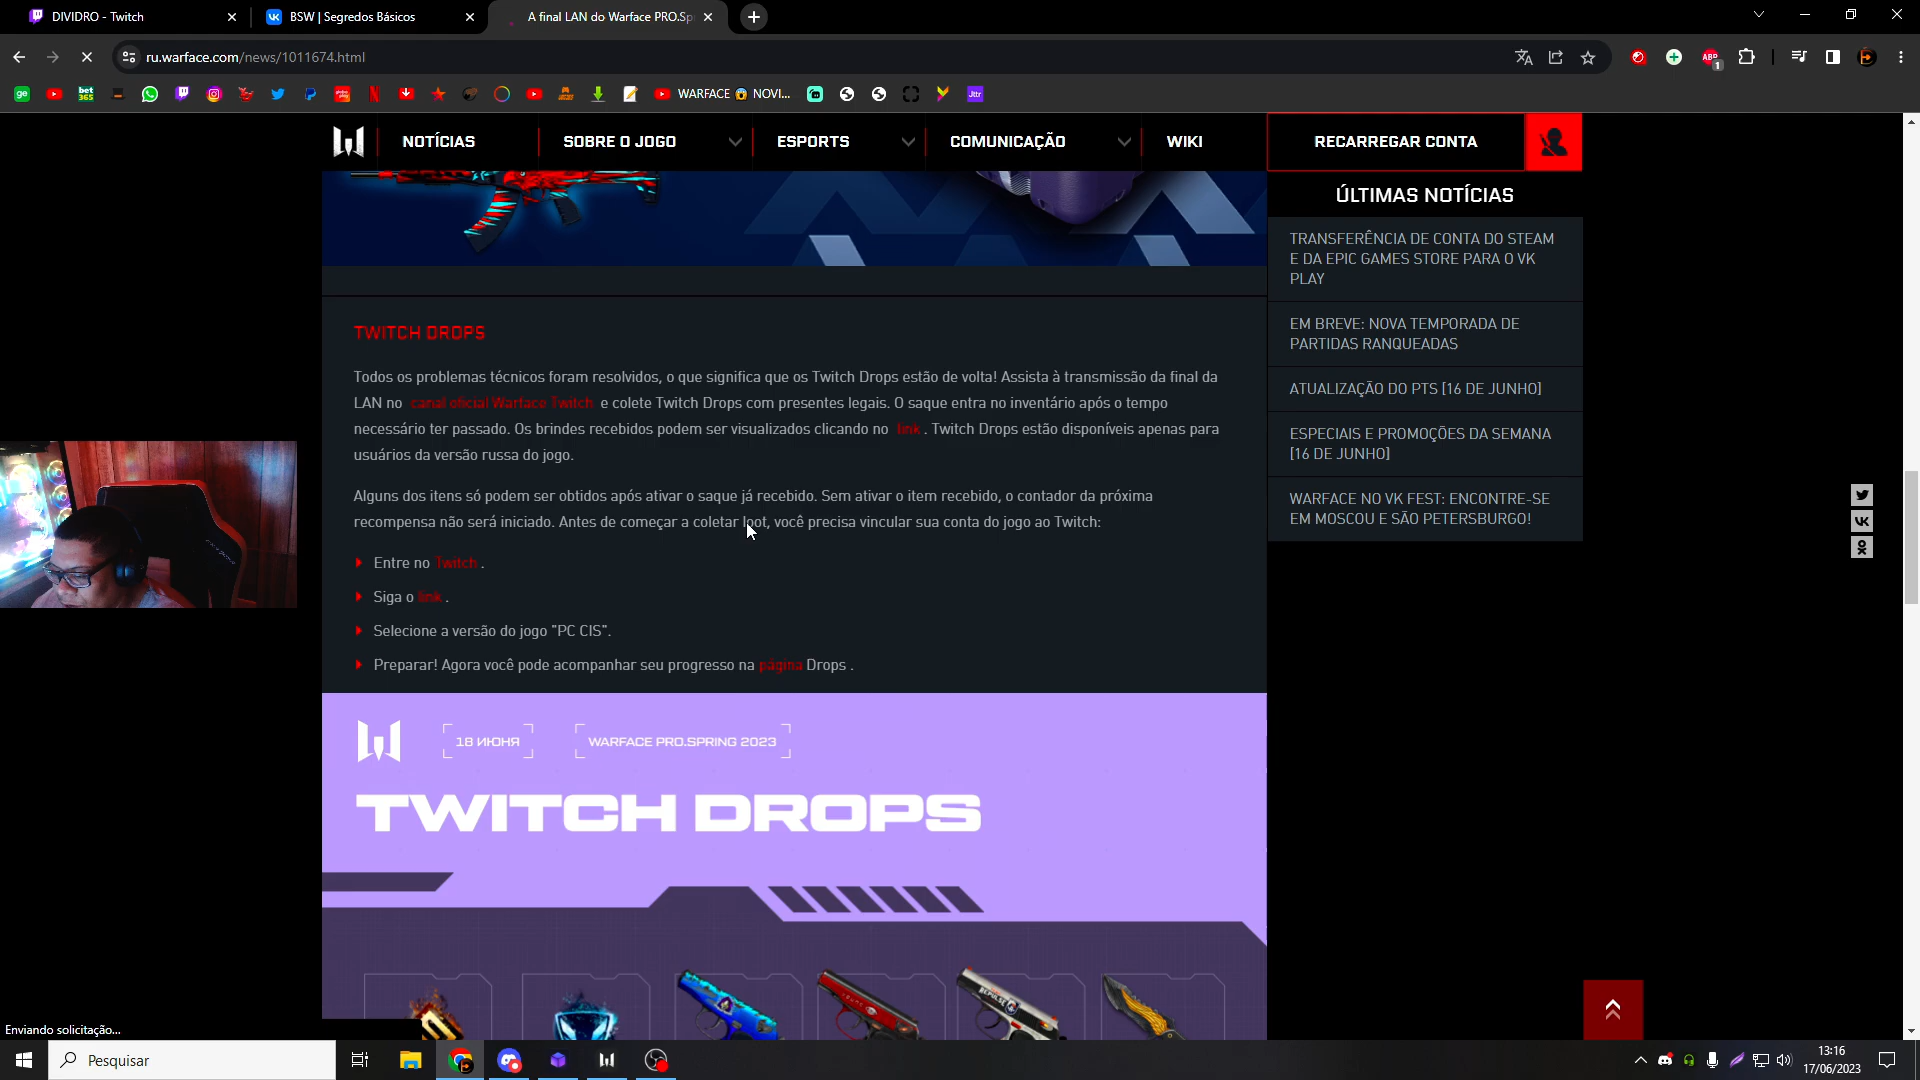 DIVIDRO - Twitch
BSW | Segredos Básicos
A final LAN do Warface PRO.Sp
ru.warface.com/news/1011674.html
ABP
1
ge
bet
365
WARFACE 😱 NOVI...
Jttr
NOTÍCIAS
SOBRE O JOGO
ESPORTS
COMUNICAÇÃO
WIKI
RECARREGAR CONTA
ÚLTIMAS NOTÍCIAS
TRANSFERÊNCIA DE CONTA DO STEAM
E DA EPIC GAMES STORE PARA O VK
PLAY
EM BREVE: NOVA TEMPORADA DE
PARTIDAS RANQUEADAS
ATUALIZAÇÃO DO PTS [16 DE JUNHO]
ESPECIAIS E PROMOÇÕES DA SEMANA
[16 DE JUNHO]
WARFACE NO VK FEST: ENCONTRE-SE
EM MOSCOU E SÃO PETERSBURGO!
TWITCH DROPS
Todos os problemas técnicos foram resolvidos, o que significa que os Twitch Drops estão de volta! Assista à transmissão da final da
LAN no canal oficial Warface Twitch e colete Twitch Drops com presentes legais. O saque entra no inventário após o tempo
necessário ter passado. Os brindes recebidos podem ser visualizados clicando no link . Twitch Drops estão disponíveis apenas para
usuários da versão russa do jogo.
Alguns dos itens só podem ser obtidos após ativar o saque já recebido. Sem ativar o item recebido, o contador da próxima
recompensa não será iniciado. Antes de começar a coletar loot, você precisa vincular sua conta do jogo ao Twitch:
Entre no Twitch .
Siga o link .
Selecione a versão do jogo "PC CIS".
Preparar! Agora você pode acompanhar seu progresso na página Drops .
18 ИЮНЯ
WARFACE PRO.SPRING 2023
TWITCH DROPS
REPULSE
Enviando solicitação...
Pesquisar
13:16
17/06/2023